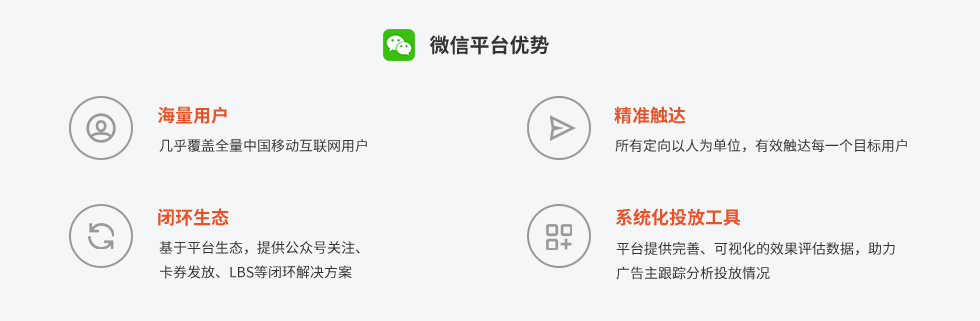 微信平台优势
海量用户
几乎覆盖全量中国移动互联网用户
精准触达
所有定向以人为单位，有效触达每一个目标用户
闭环生态
基于平台生态，提供公众号关注、
卡券发放、LBS等闭环解决方案
系统化投放工具
平台提供完善、可视化的效果评估数据，助力
广告主跟踪分析投放情况